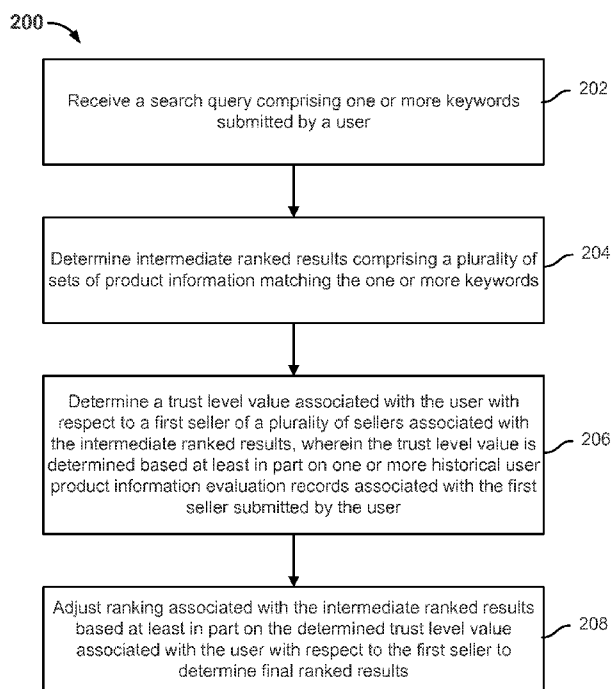 200
Receive a search query comprising one or more keywords
submitted by a user
202
Determine intermediate ranked results comprising a plurality of
sets of product information matching the one or more keywords
204
Determine a trust level value associated with the user with
respect to a first seller of a plurality of sellers associated with
the intermediate ranked results, wherein the trust level value is
determined based at least in part on one or more historical user
product information evaluation records associated with the first
seller submitted by the user
206
Adjust ranking associated with the intermediate ranked results
based at least in part on the determined trust level value
associated with the user with respect to the first seller to
determine final ranked results
208